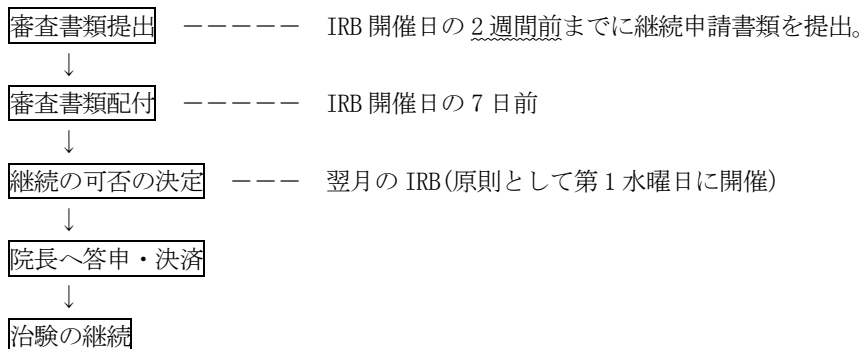 審査書類提出 －－－－－ IRB 開催日の 2 週間前までに継続申請書類を提出。
↓
審査書類配付 －－－－－ IRB 開催日の 7 日前
↓
継続の可否の決定 －－－ 翌月の IRB(原則として第 1 水曜日に開催)
↓
院長へ答申・決済
↓
治験の継続